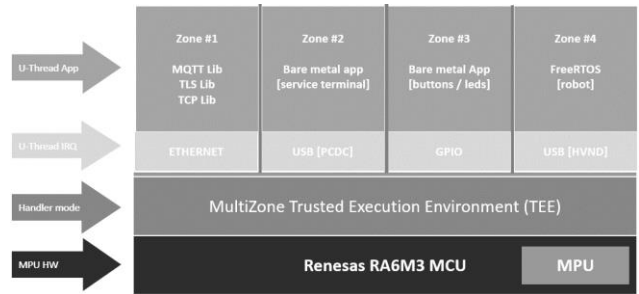 Zone #1
Zone #2
Zone #3
Zone #4
U-Thread App
MQTT Lib
TLS Lib
TCP Lib
Bare metal app
[service terminal]
Bare metal App
[buttons / leds]
FreeRTOS
[robot]
U-Thread IRQ
ETHERNET
USB [PCDC]
GPIO
USB [HVND]
Handler mode
MultiZone Trusted Execution Environment (TEE)
MPU HW
Renesas RA6M3 MCU
MPU